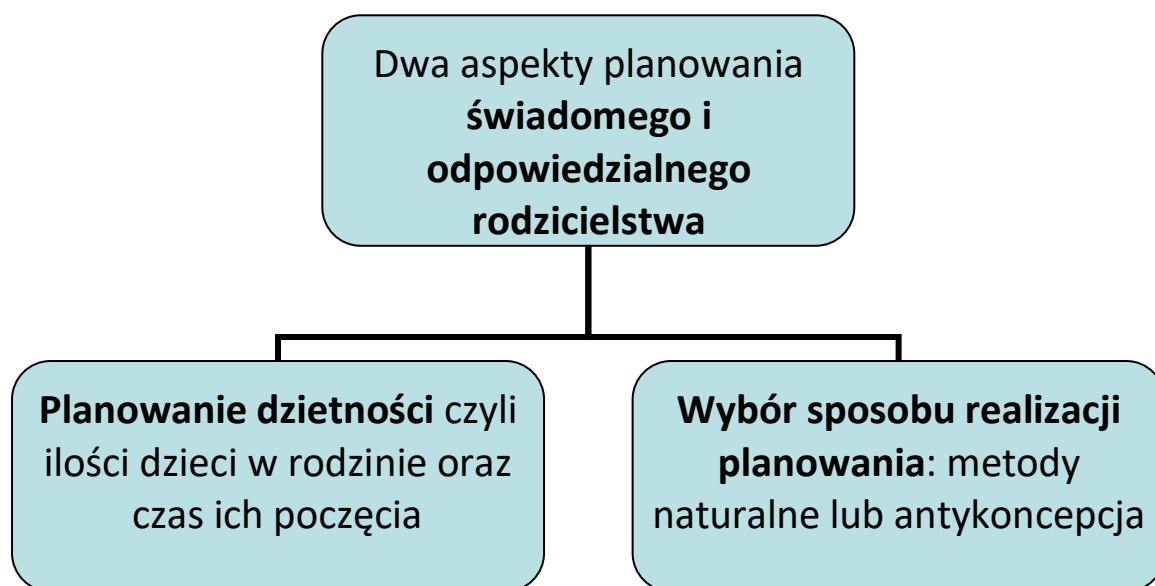 Dwa aspekty planowania
świadomego i
odpowiedzialnego
rodzicielstwa
Planowanie dzietności czyli
ilości dzieci w rodzinie oraz
czas ich poczęcia
Wybór sposobu realizacji
planowania: metody
naturalne lub antykoncepcja